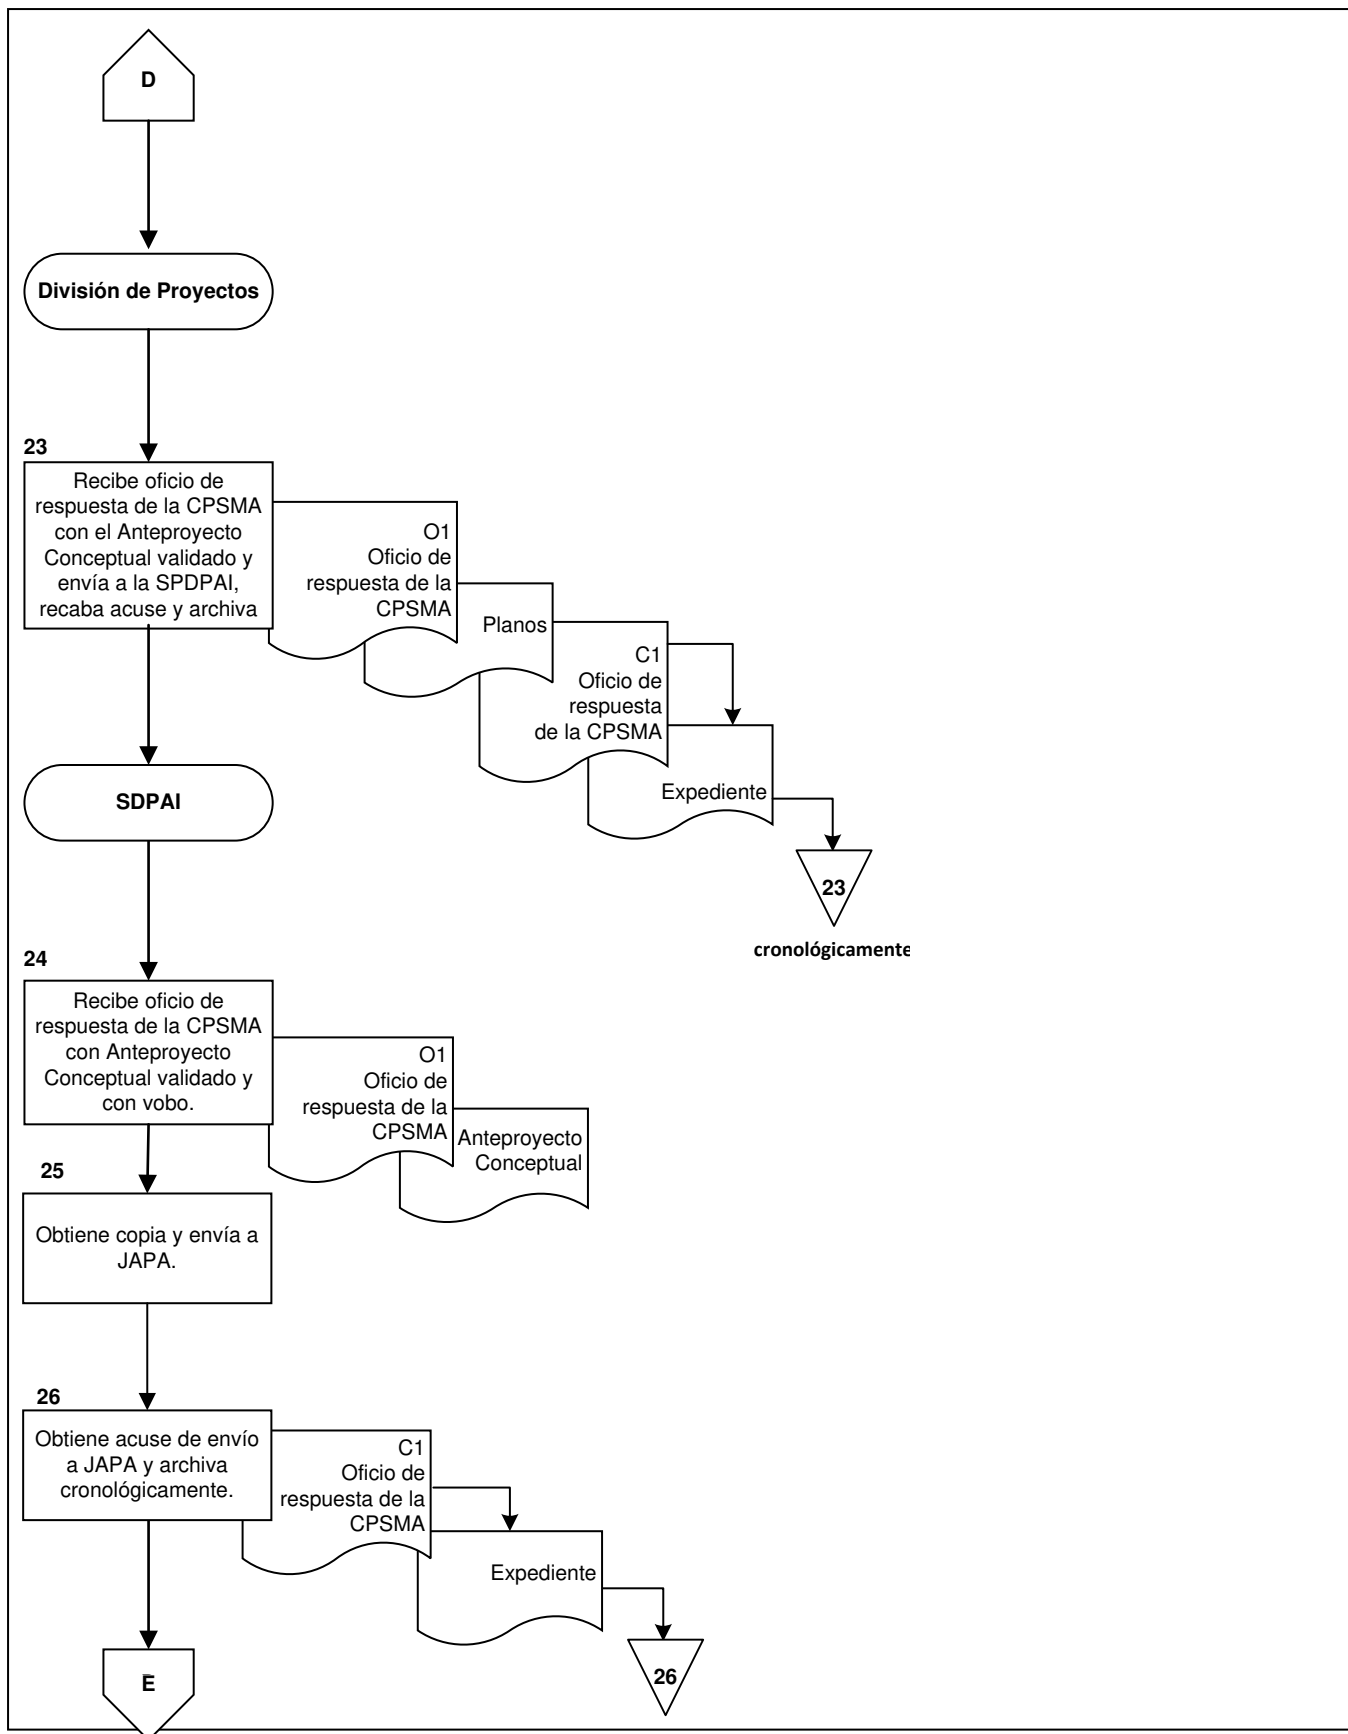 D
División de Proyectos
23
Recibe oficio de
respuesta de la CPSMA
con el Anteproyecto
Conceptual validado y
envía a la SPDPAI,
recaba acuse y archiva
O1
Oficio de
respuesta de la
CPSMA
Planos
C1
Oficio de
respuesta
de la CPSMA
Expediente
23
cronológicamente
SDPAI
24
Recibe oficio de
respuesta de la CPSMA
con Anteproyecto
Conceptual validado y
con vobo.
O1
Oficio de
respuesta de la
CPSMA
Anteproyecto
Conceptual
25
Obtiene copia y envía a
JAPA.
26
Obtiene acuse de envío
a JAPA y archiva
cronológicamente.
C1
Oficio de
respuesta de la
CPSMA
Expediente
26
E